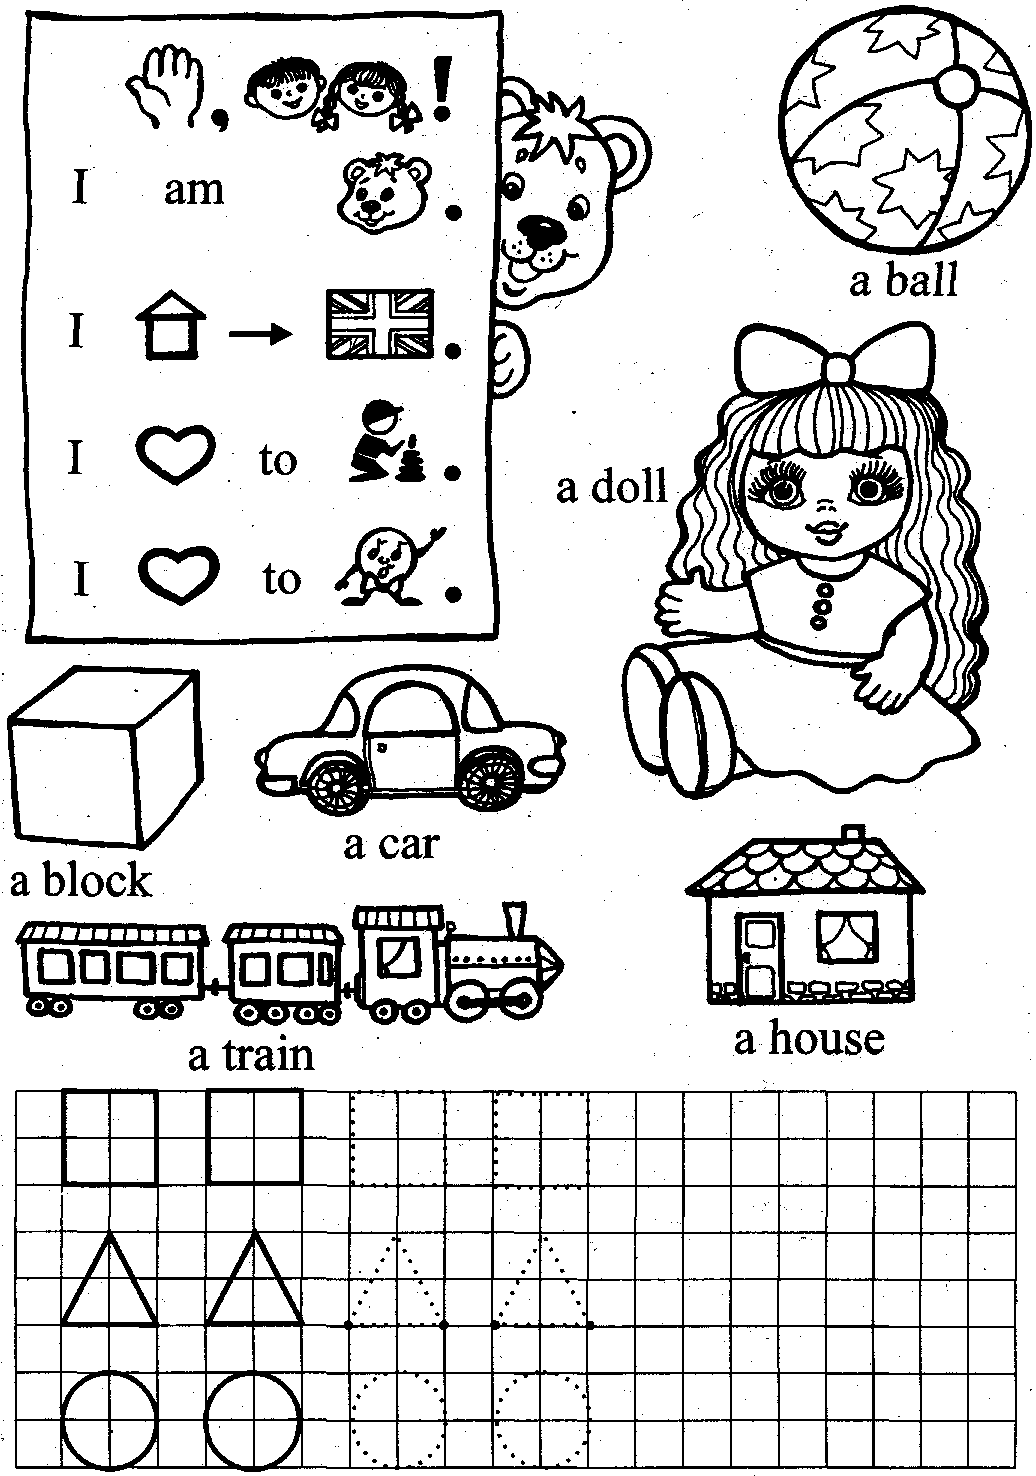 , !
I am .
I .
I to .
I to .
a ball
a doll
a block
a car
a train
a house